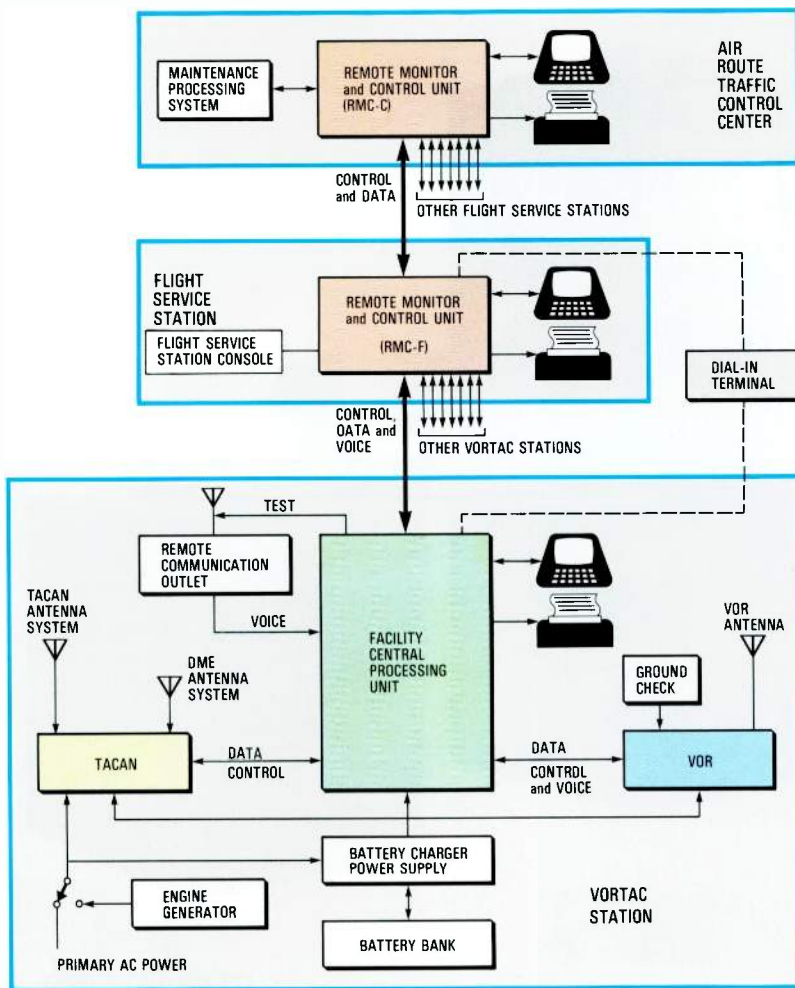 MAINTENANCE
PROCESSING
SYSTEM
REMOTE MONITOR
and CONTROL UNIT
(RMC-C)
AIR
ROUTE
TRAFFIC
CONTROL
CENTER
CONTROL
and DATA
OTHER FLIGHT SERVICE STATIONS
FLIGHT
SERVICE
STATION
FLIGHT SERVICE
STATION CONSOLE
REMOTE MONITOR
and CONTROL UNIT
(RMC-F)
DIAL-IN
TERMINAL
CONTROL,
OATA and
VOICE
OTHER VORTAC STATIONS
TEST
REMOTE
COMMUNICATION
OUTLET
VOICE
TACAN
ANTENNA
SYSTEM
DME
ANTENNA
SYSTEM
FACILITY
CENTRAL
PROCESSING
UNIT
VOR
ANTENNA
GROUND
CHECK
TACAN
DATA
CONTROL
DATA
CONTROL
and VOICE
VOR
BATTERY CHARGER
POWER SUPPLY
ENGINE
GENERATOR
BATTERY BANK
PRIMARY AC POWER
VORTAC
STATION